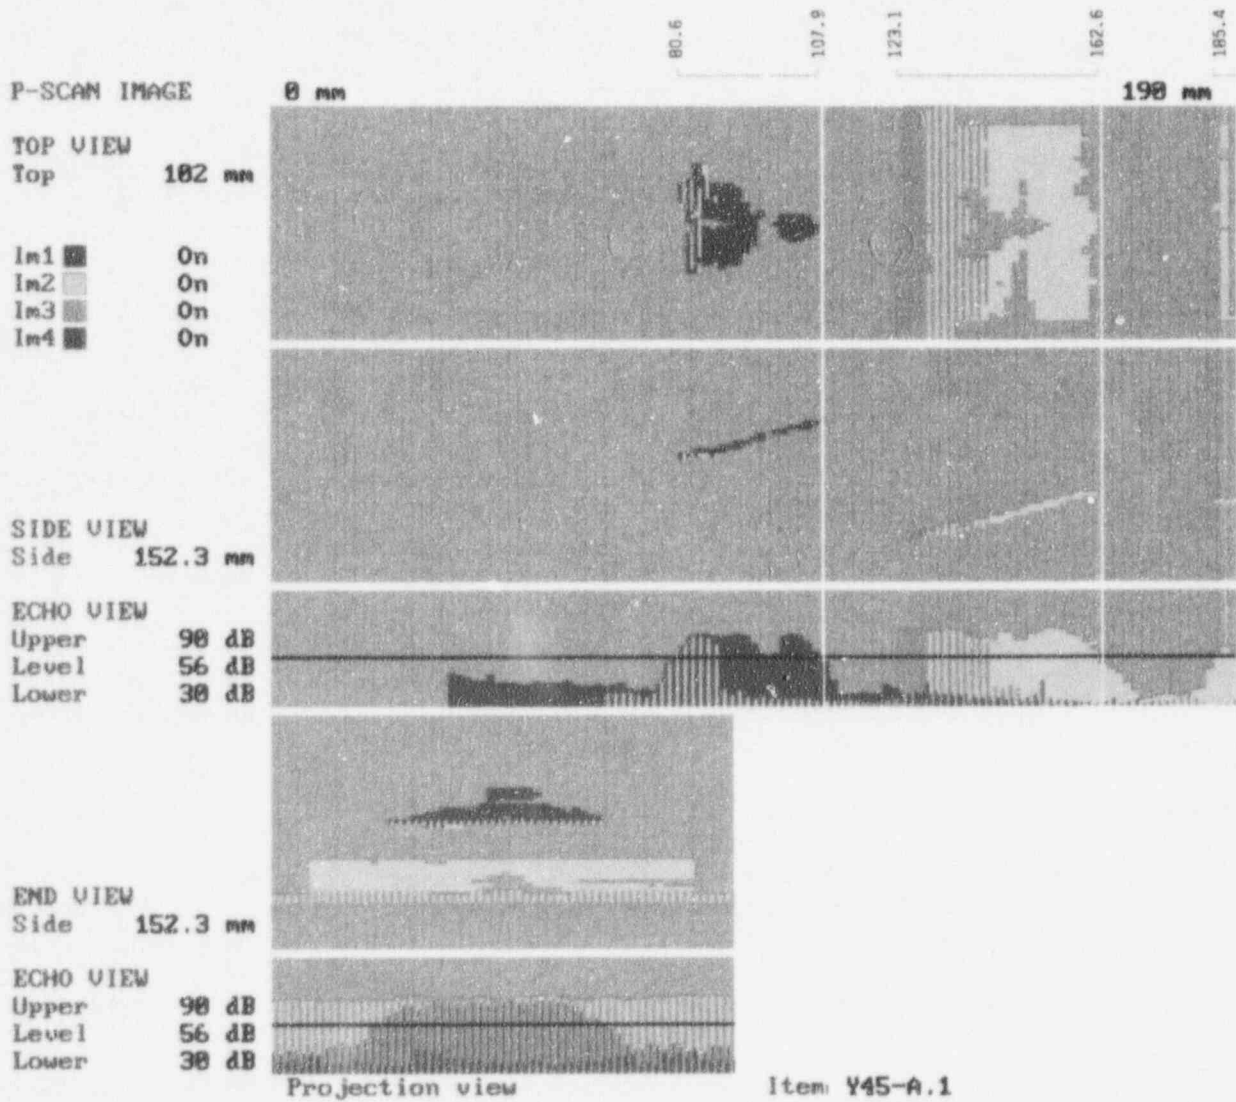 80.6
107.9
123.1
162.6
185.4
P-SCAN IMAGE
0 mm
190 mm
TOP VIEW
Top 102 mm
Im1 On
Im2 On
Im3 On
Im4 On
SIDE VIEW
Side 152.3 mm
ECHO VIEW
Upper 90 dB
Level 56 dB
Lower 30 dB
END VIEW
Side 152.3 mm
ECHO VIEW
Upper 90 dB
Level 56 dB
Lower 30 dB
Projection view
Item: Y45-A.1